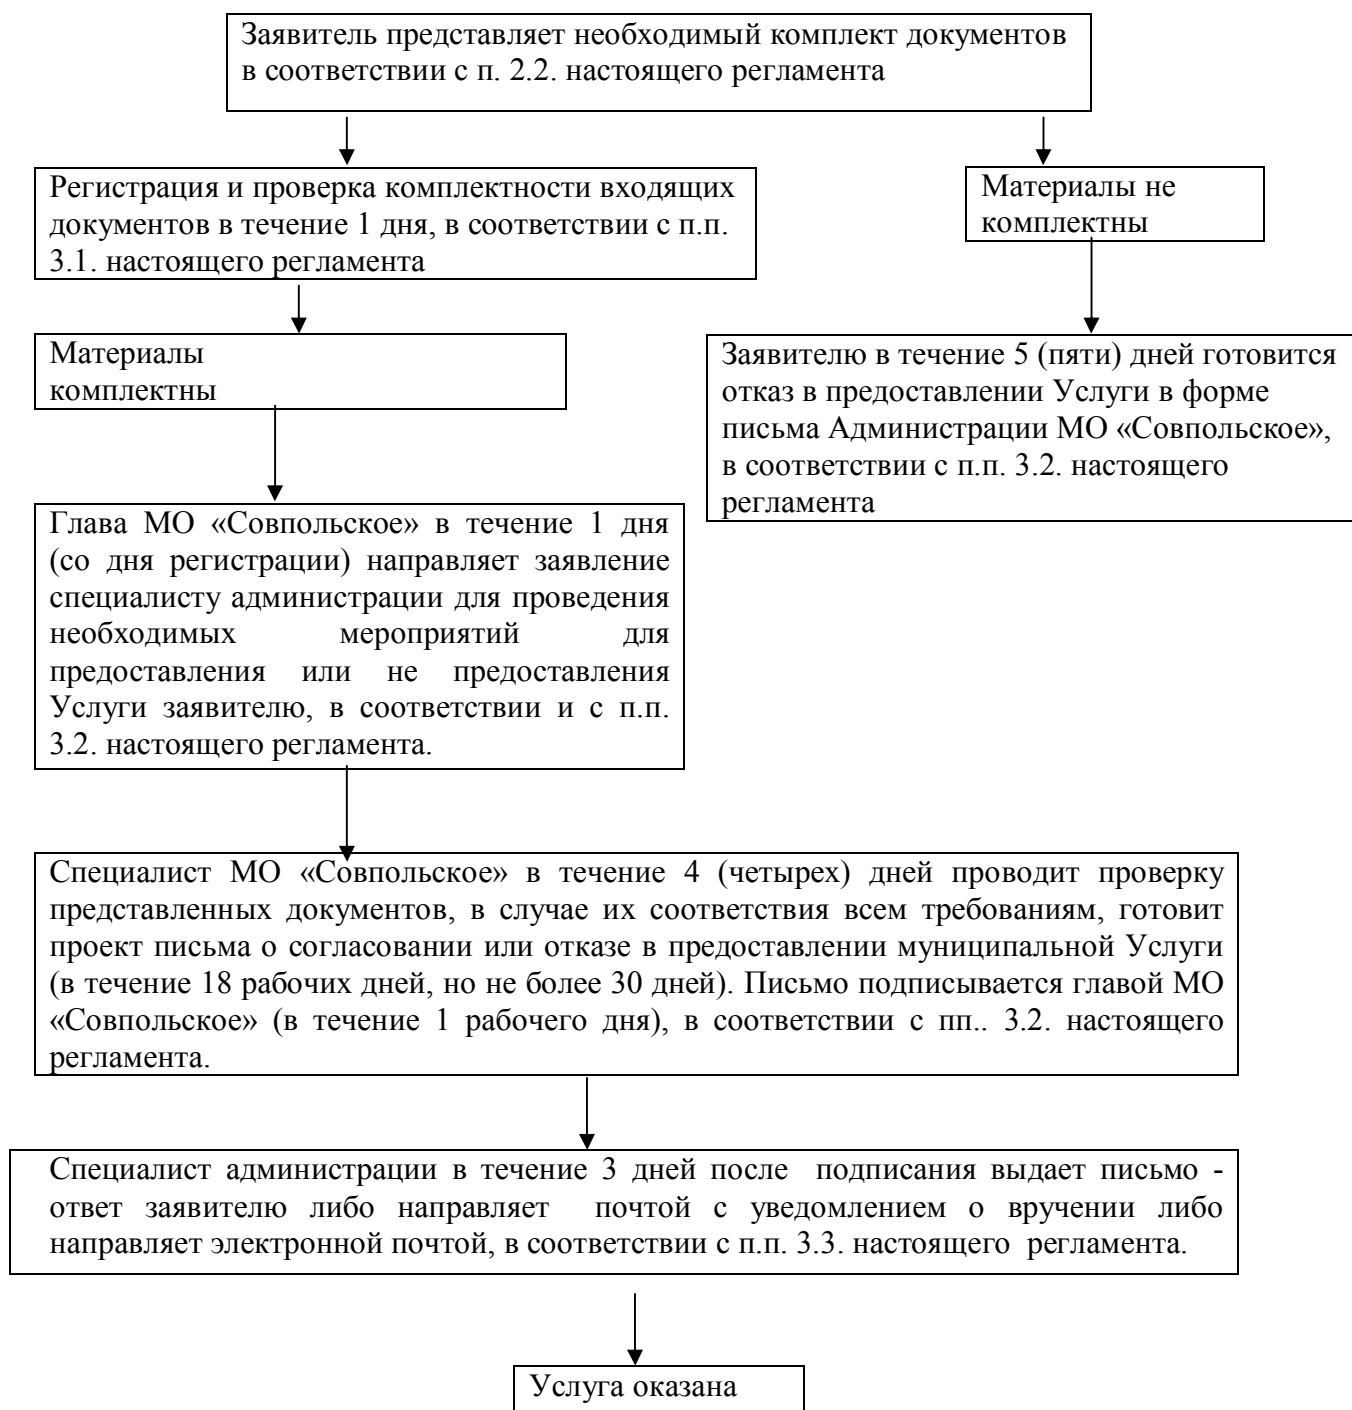 Заявитель представляет необходимый комплект документов
в соответствии с п. 2.2. настоящего регламента
Регистрация и проверка комплектности входящих
документов в течение 1 дня, в соответствии с п.п.
3.1. настоящего регламента
Материалы не
комплектны
Материалы
комплектны
Заявителю в течение 5 (пяти) дней готовится
отказ в предоставлении Услуги в форме
письма Администрации МО «Совпольское»,
в соответствии с п.п. 3.2. настоящего
регламента
Глава МО «Совпольское» в течение 1 дня
(со дня регистрации) направляет заявление
специалисту администрации для проведения
необходимых мероприятий для
предоставления или не предоставления
Услуги заявителю, в соответствии и с п.п.
3.2. настоящего регламента.
Специалист МО «Совпольское» в течение 4 (четырех) дней проводит проверку
представленных документов, в случае их соответствия всем требованиям, готовит
проект письма о согласовании или отказе в предоставлении муниципальной Услуги
(в течение 18 рабочих дней, но не более 30 дней). Письмо подписывается главой МО
«Совпольское» (в течение 1 рабочего дня), в соответствии с пп.. 3.2. настоящего
регламента.
Специалист администрации в течение 3 дней после подписания выдает письмо -
ответ заявителю либо направляет почтой с уведомлением о вручении либо
направляет электронной почтой, в соответствии с п.п. 3.3. настоящего регламента.
Услуга оказана